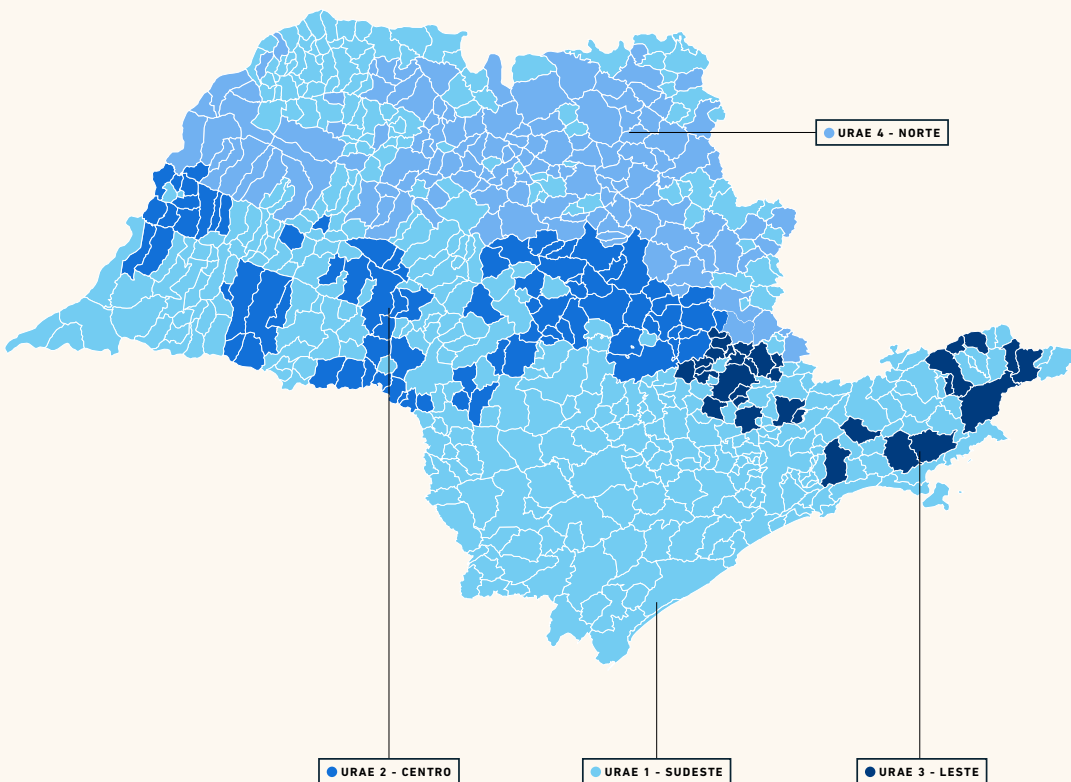 URAE 4 - NORTE
URAE 2 - CENTRO
URAE 1 - SUDESTE
URAE 3 - LESTE